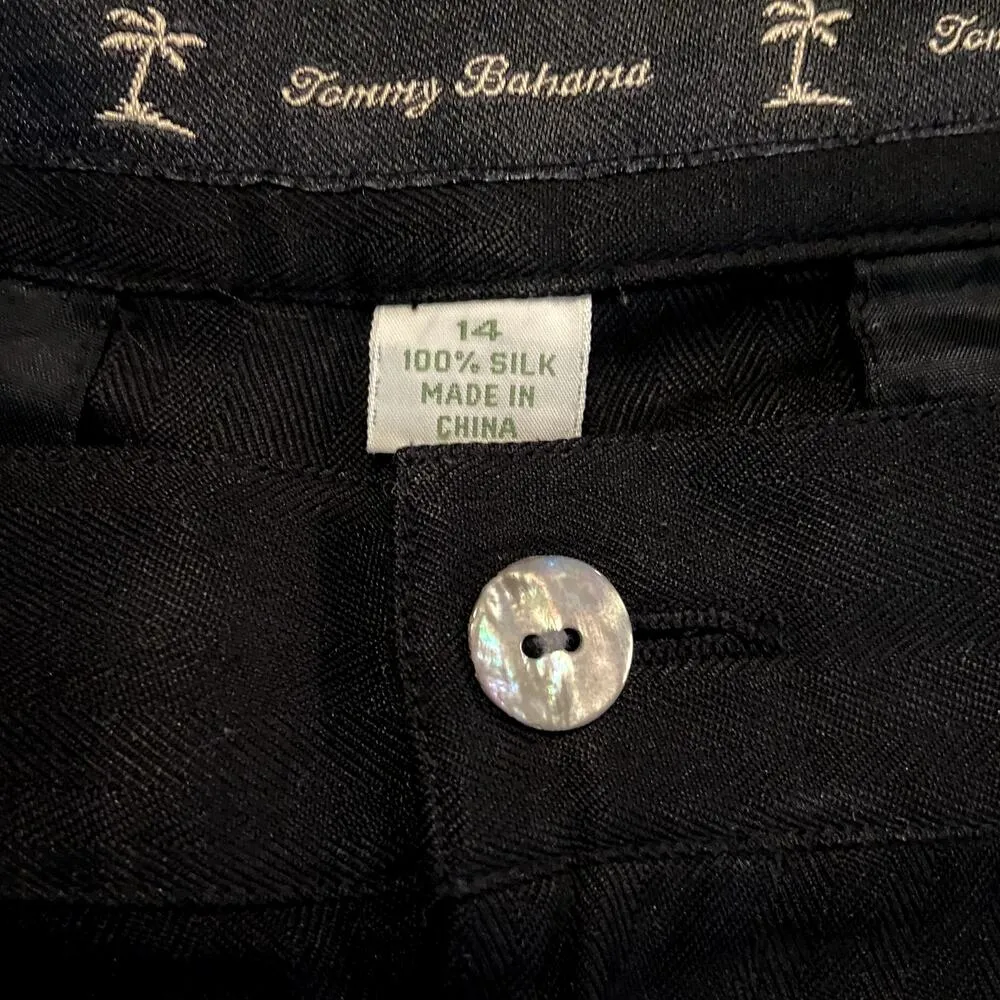 Tommy Bahama
14
100% SILK
MADE IN
CHINA